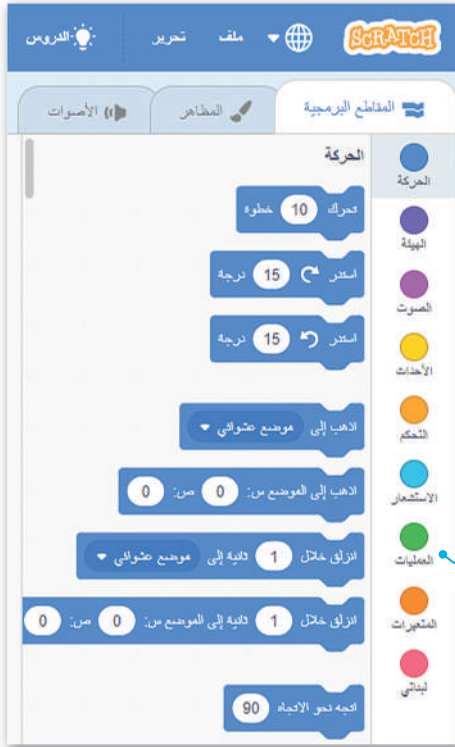 SCRATCH ملف تحرير الدروس
المقاطع البرمجية المظاهر الأصوات
الحركة
الهيئة
الصوت
الأحداث
التحكم
الاستشعار
العمليات
المتغيرات
لبناتي
الحركة
تحرك 10 خطوة
استدر 15 درجة
استدر 15 درجة
اذهب إلى موضع عشوائي
اذهب إلى الموضع س: 0 ص: 0
انزلق خلال 1 ثانية إلى موضع عشوائي
انزلق خلال 1 ثانية إلى الموضع س: 0 ص: 0
اتجه نحو الاتجاه 90